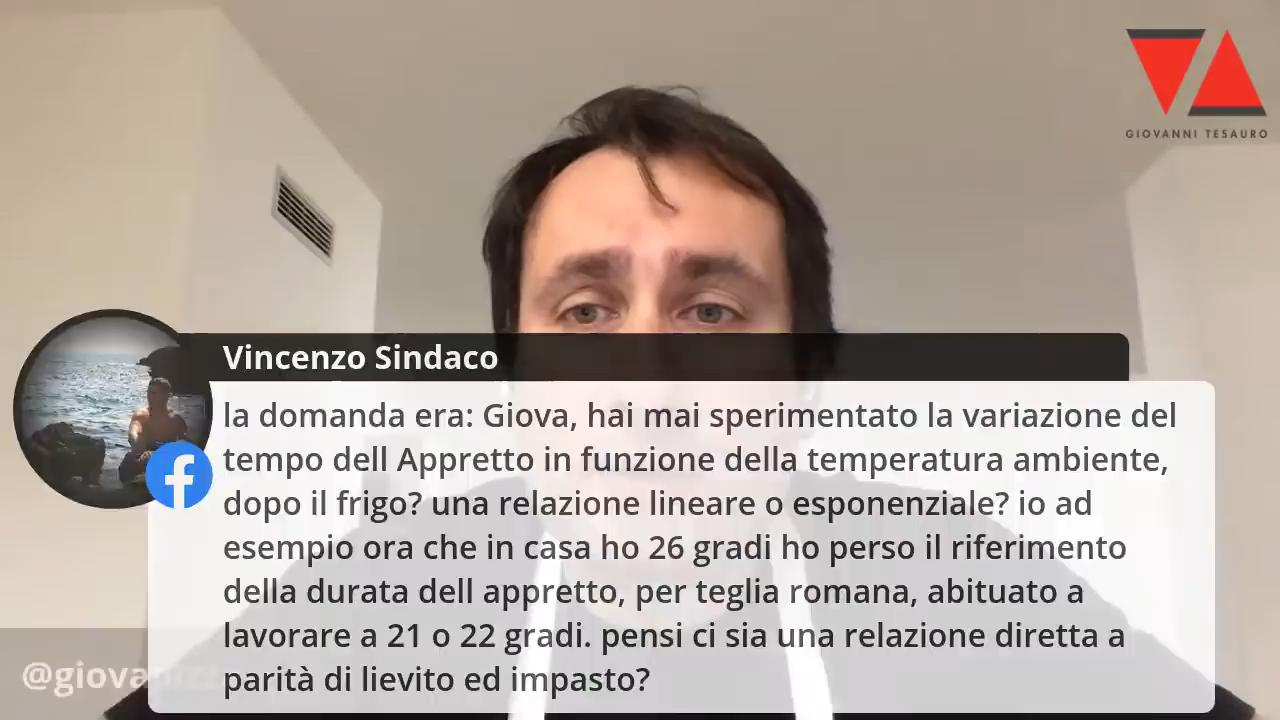 GIOVANNI TESAURO
Vincenzo Sindaco
la domanda era: Giova, hai mai sperimentato la variazione del
tempo dell Appretto in funzione della temperatura ambiente,
dopo il frigo? una relazione lineare o esponenziale? io ad
esempio ora che in casa ho 26 gradi ho perso il riferimento
della durata dell appretto, per teglia romana, abituato a
lavorare a 21 o 22 gradi. pensi ci sia una relazione diretta a
parità di lievito ed impasto?